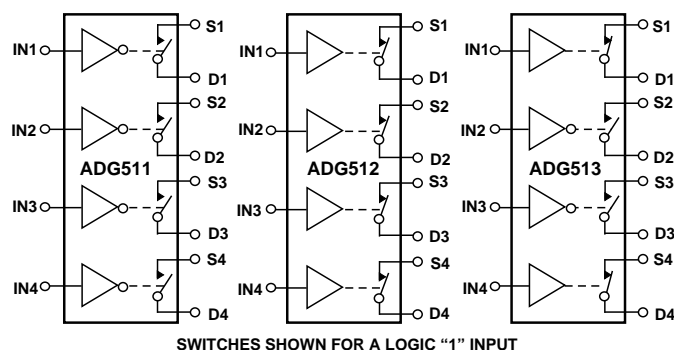 S1
IN1
D1
S2
IN2
D2
ADG511
S3
IN3
D3
S4
IN4
D4
S1
IN1
D1
S2
IN2
D2
ADG512
S3
IN3
D3
S4
IN4
D4
S1
IN1
D1
S2
IN2
D2
ADG513
S3
IN3
D3
S4
IN4
D4
SWITCHES SHOWN FOR A LOGIC “1” INPUT